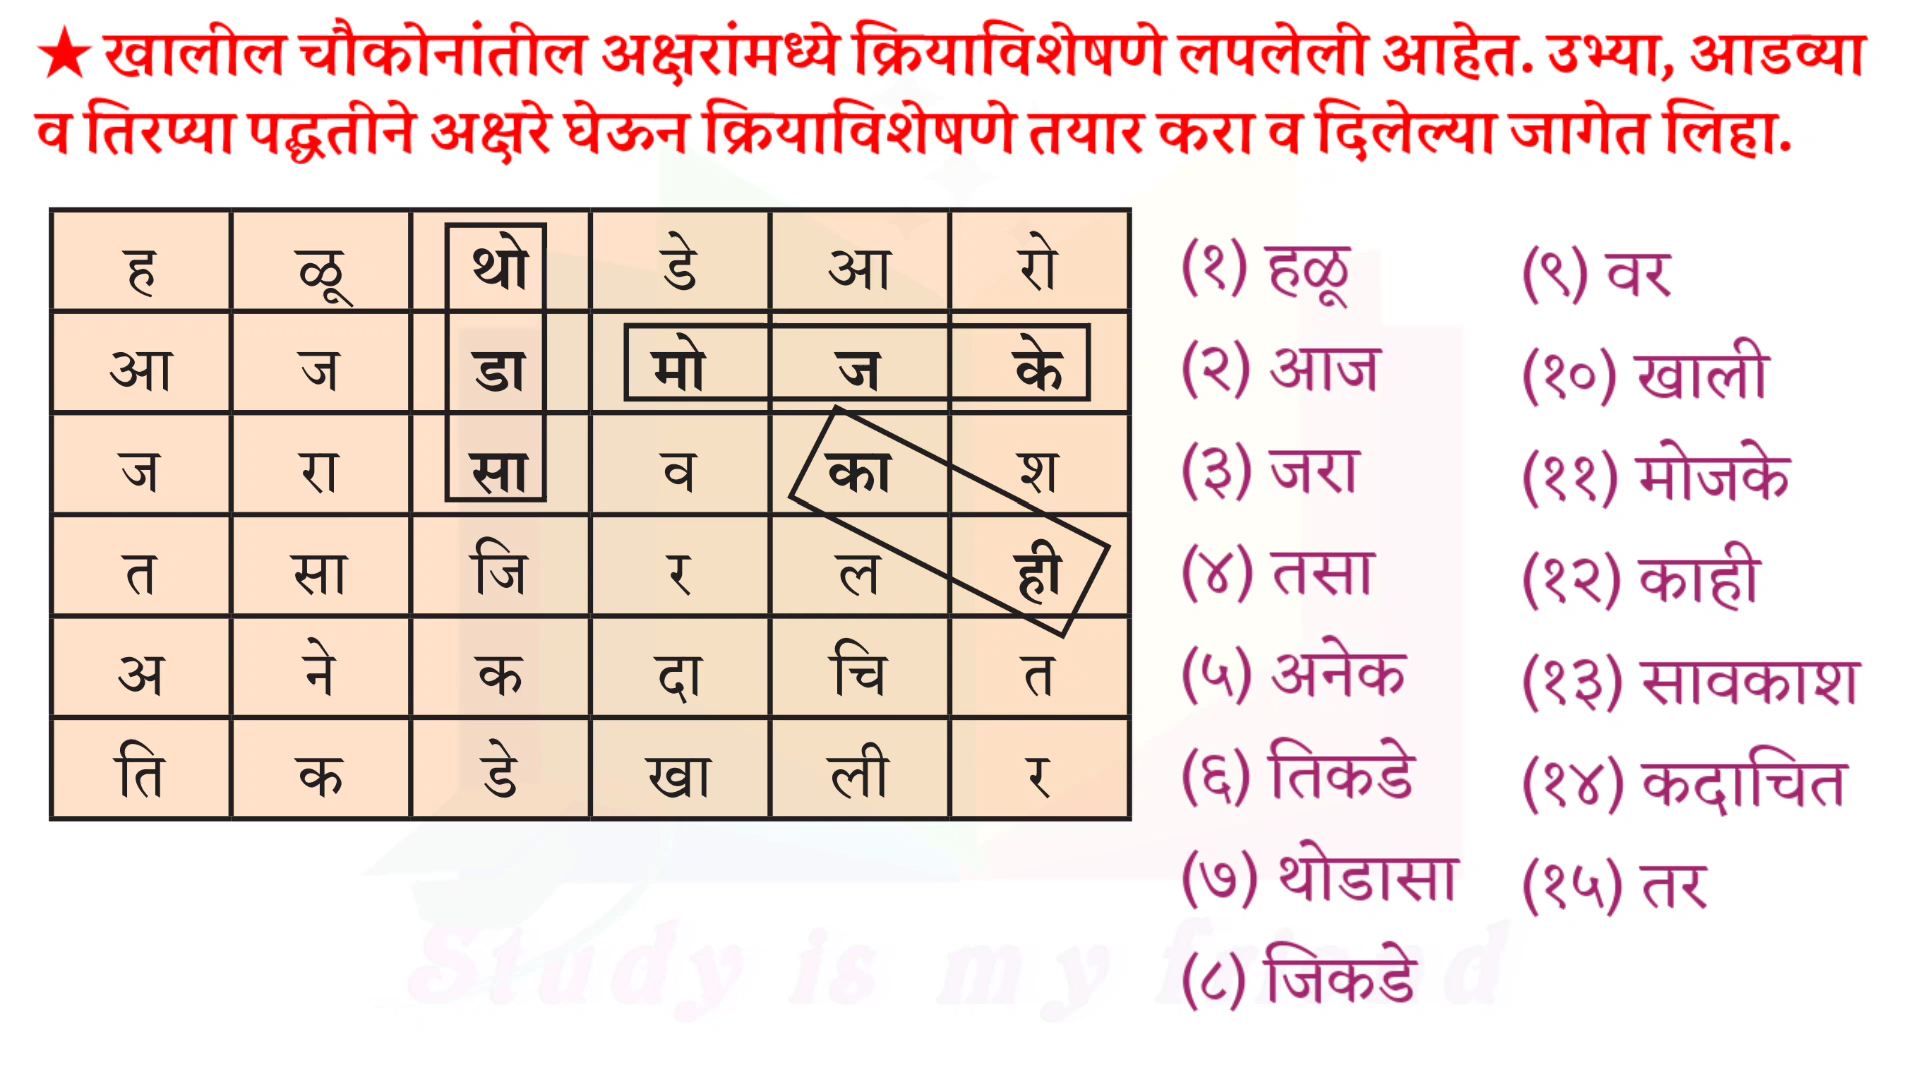 ★ खालील चौकोनांतील अक्षरांमध्ये क्रियाविशेषणे लपलेली आहेत. उभ्या, आडव्या
व तिरप्या पद्धतीने अक्षरे घेऊन क्रियाविशेषणे तयार करा व दिलेल्या जागेत लिहा.
ह ळू थो डे आ रो
आ ज डा मो ज के
ज रा सा व का श
त सा जि र ल ही
अ ने क दा चि त
ति क डे खा ली र
(१) हळू
(२) आज
(३) जरा
(४) तसा
(५) अनेक
(६) तिकडे
(७) थोडासा
(८) जिकडे
(९) वर
(१०) खाली
(११) मोजके
(१२) काही
(१३) सावकाश
(१४) कदाचित
(१५) तर
Study is my friend